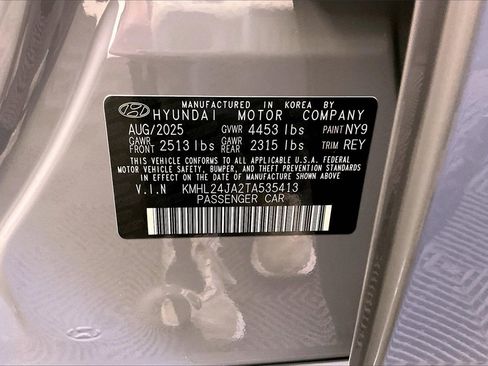 MANUFACTURED IN KOREA BY
HYUNDAI MOTOR COMPANY
AUG/2025 GVWR 4453 lbs PAINT NY9
GAWR FRONT 2513 lbs GAWR REAR 2315 lbs TRIM REY
THIS VEHICLE CONFORMS TO ALL APPLICABLE U.S.A. FEDERAL
MOTOR VEHICLE SAFETY, BUMPER, AND THEFT PREVENTION STANDARDS
IN EFFECT ON THE DATE OF MANUFACTURE SHOWN ABOVE.
V.I.N KMHL24JA2TA535413
PASSENGER CAR